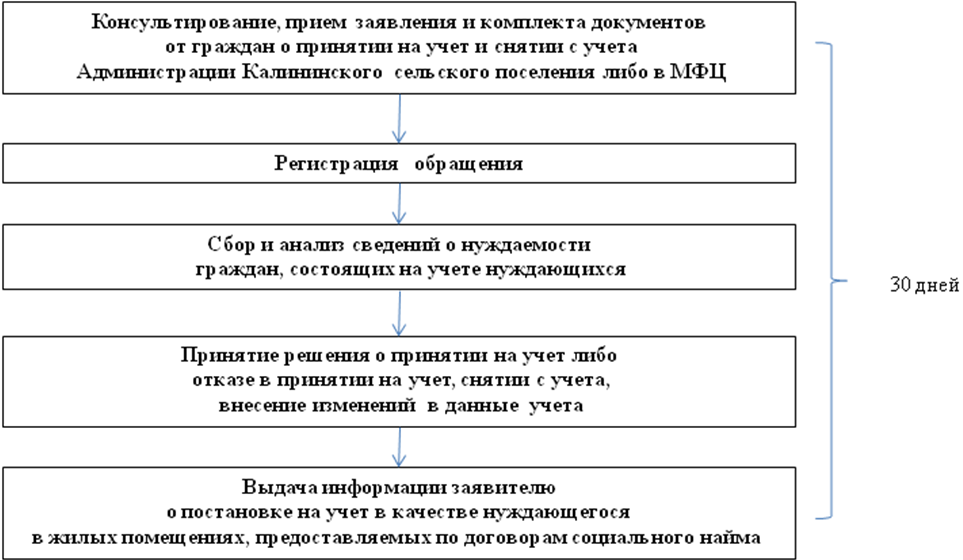 Консультирование, прием заявления и комплекта документов
от граждан о принятии на учет и снятии с учета
Администрации Калининского сельского поселения либо в МФЦ
Регистрация обращения
Сбор и анализ сведений о нуждаемости
граждан, состоящих на учете нуждающихся
30 дней
Принятие решения о принятии на учет либо
отказе в принятии на учет, снятии с учета,
внесение изменений в данные учета
Выдача информации заявителю
о постановке на учет в качестве нуждающегося
в жилых помещениях, предоставляемых по договорам социального найма